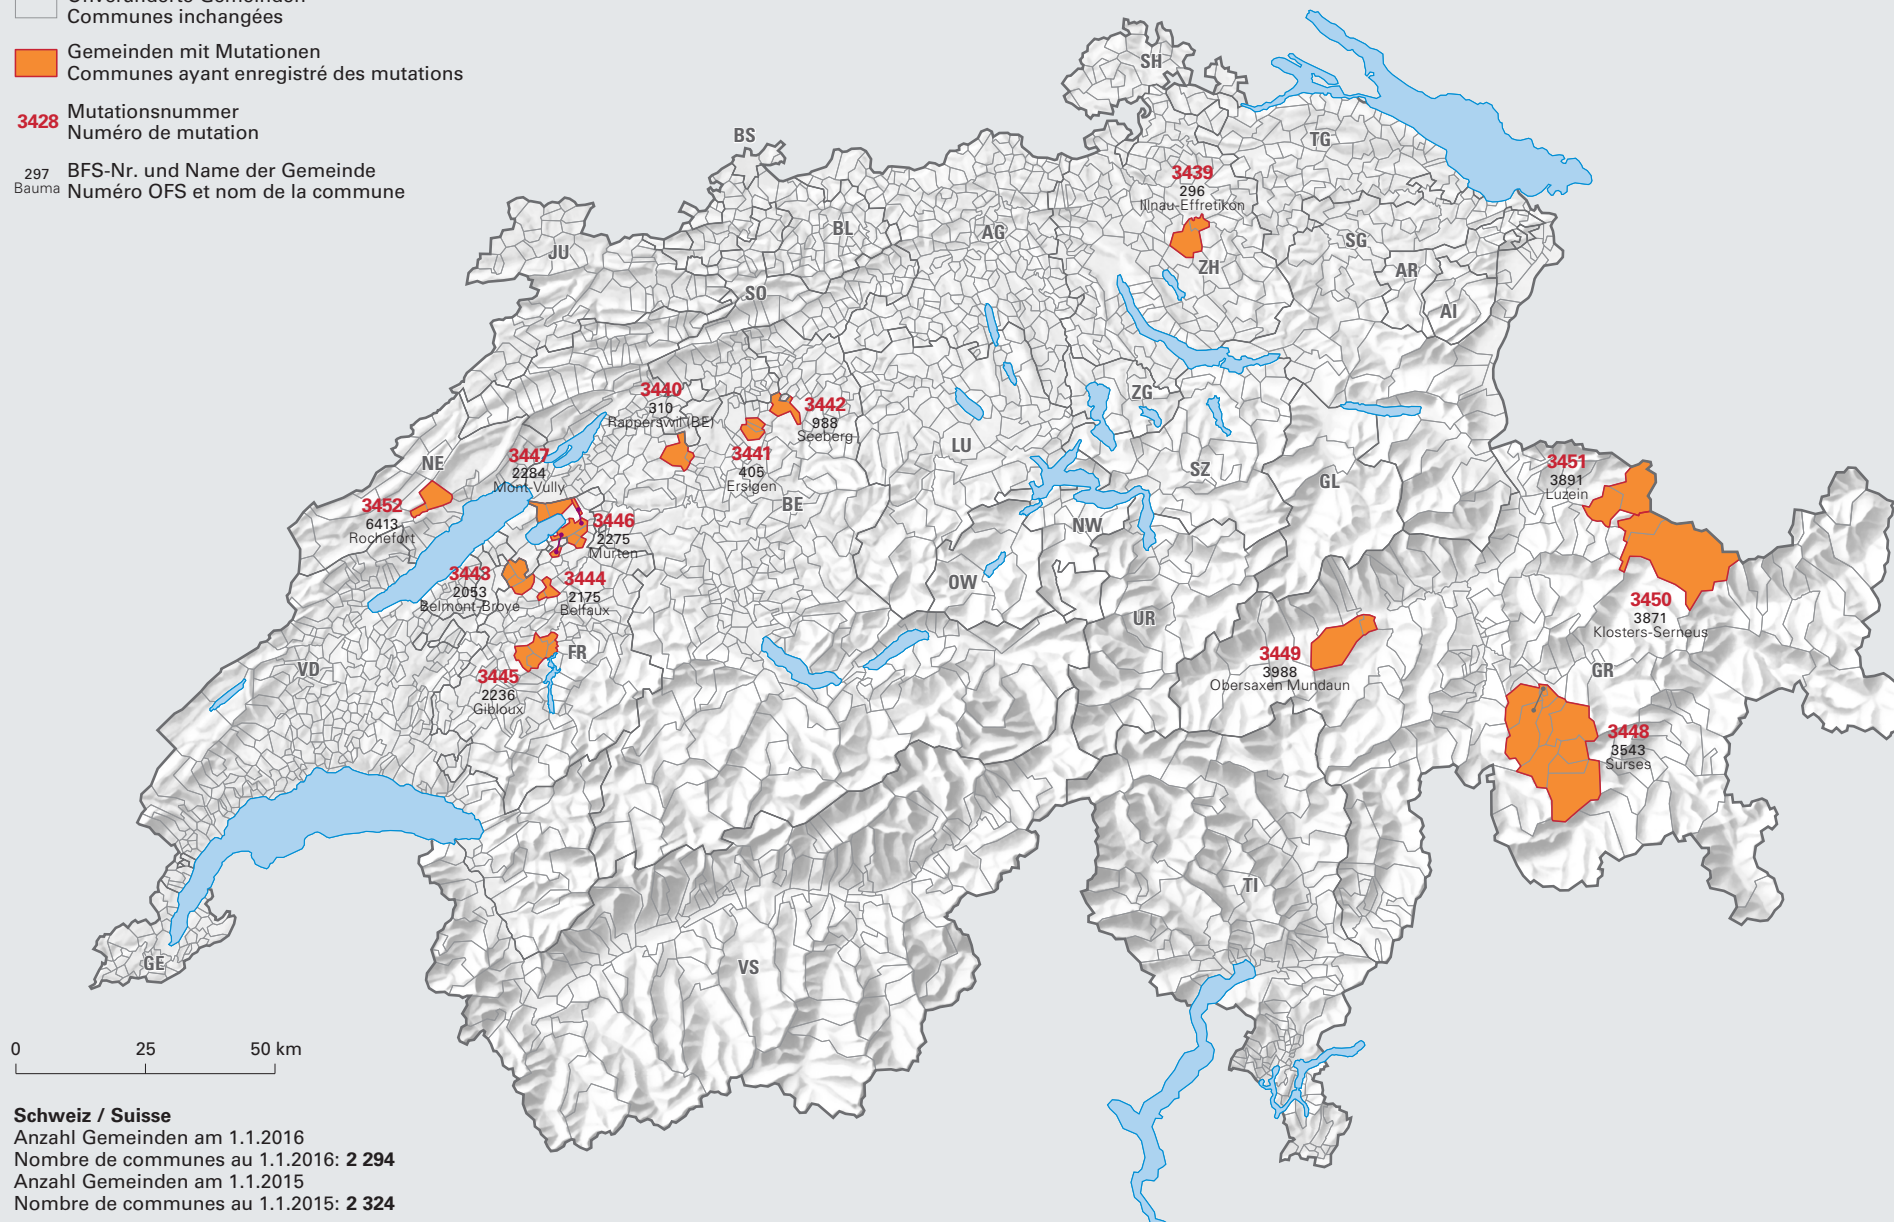 Unveränderte Gemeinden
Communes inchangées
Gemeinden mit Mutationen
Communes ayant enregistré des mutations
3428
Mutationsnummer
Numéro de mutation
297
Bauma
BFS-Nr. und Name der Gemeinde
Numéro OFS et nom de la commune
SH
BS
TG
3439
296
Illnau-Effretikon
BL
AG
JU
SG
ZH
AR
SO
AI
3440
310
Rapperswil (BE)
ZG
3442
988
Seeberg
LU
3441
405
Ersigen
3447
2284
Mont-Vully
NE
SZ
GL
3451
3891
Luzein
3452
6413
Rochefort
BE
3446
2275
Murten
NW
3443
2053
Belmont-Broye
3444
2175
Belfaux
OW
3450
3871
Klosters-Serneus
UR
FR
3449
3988
Obersaxen Mundaun
VD
GR
3445
2236
Gibloux
3448
3543
Surses
TI
GE
VS
0 25 50 km
Schweiz / Suisse
Anzahl Gemeinden am 1.1.2016
Nombre de communes au 1.1.2016: 2 294
Anzahl Gemeinden am 1.1.2015
Nombre de communes au 1.1.2015: 2 324